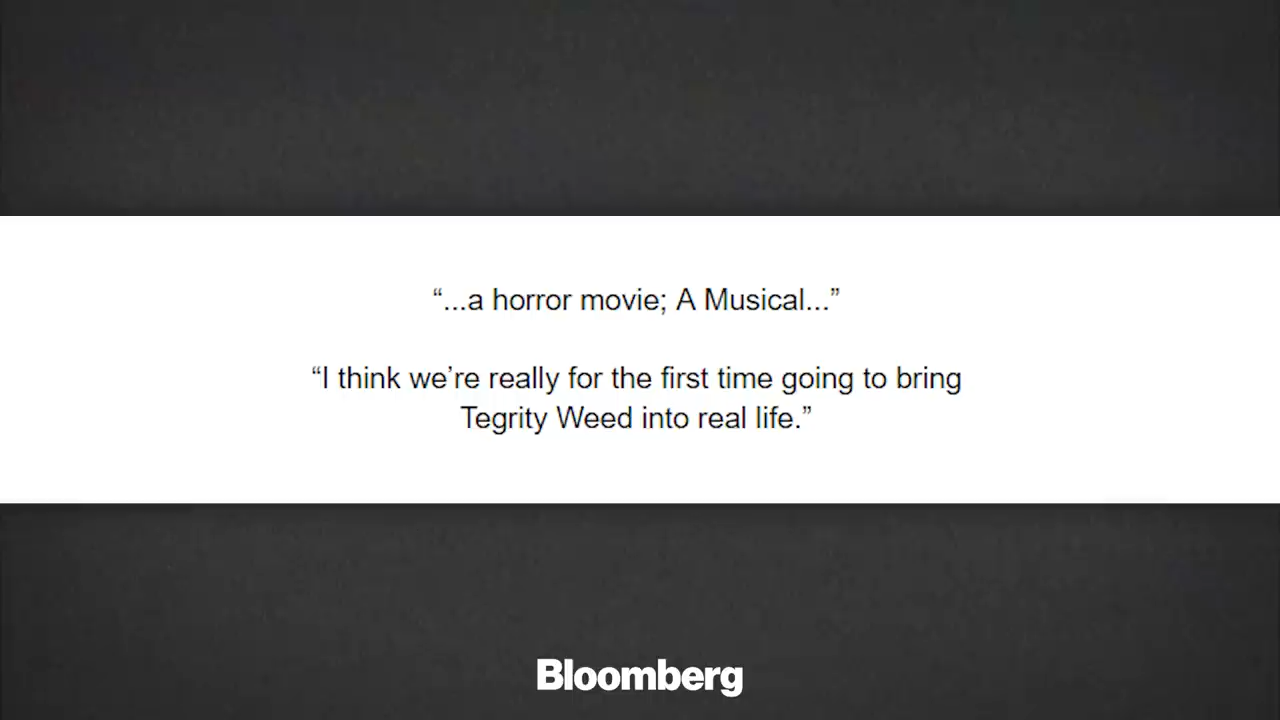 “...a horror movie; A Musical...”
“I think we’re really for the first time going to bring
Tegrity Weed into real life.”
Bloomberg